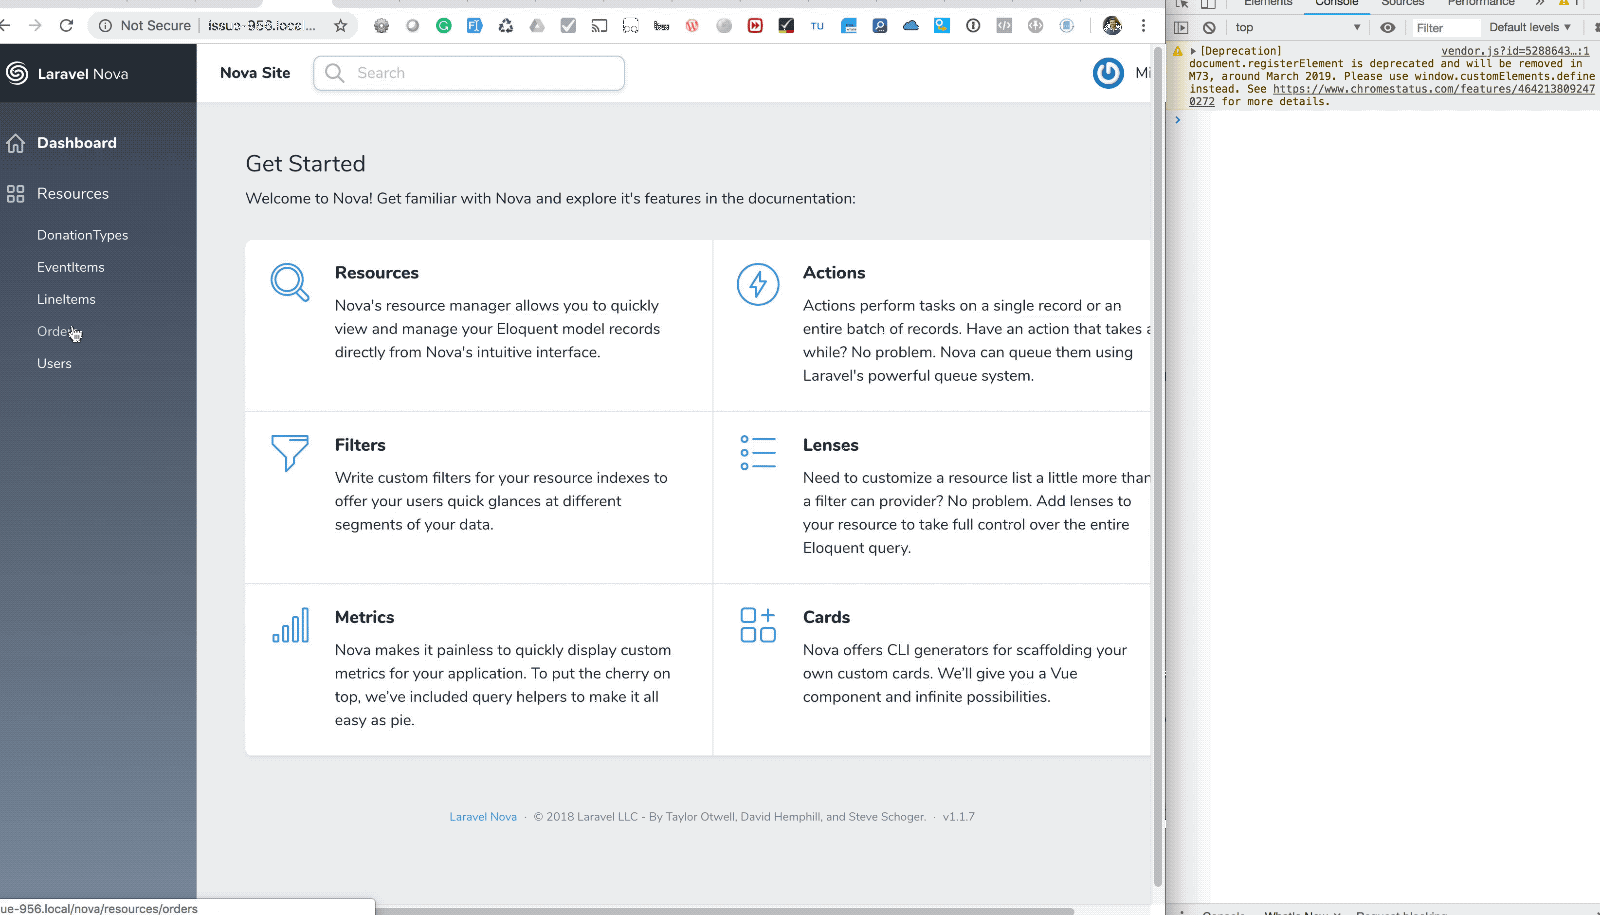 Not Secure
issue-956.local ...
TU
Elements
Console
Sources
Performance
1
top
Filter
Default levels
[Deprecation]
vendor.js?id=5288643…:1
document.registerElement is deprecated and will be removed in
M73, around March 2019. Please use window.customElements.define
instead. See https://www.chromestatus.com/features/464213809247
0272 for more details.
Laravel Nova
Nova Site
Search
Mi
Dashboard
Resources
DonationTypes
EventItems
LineItems
Orde
Users
Get Started
Welcome to Nova! Get familiar with Nova and explore it's features in the documentation:
Resources
Nova's resource manager allows you to quickly
view and manage your Eloquent model records
directly from Nova's intuitive interface.
Actions
Actions perform tasks on a single record or an
entire batch of records. Have an action that takes a
while? No problem. Nova can queue them using
Laravel's powerful queue system.
Filters
Write custom filters for your resource indexes to
offer your users quick glances at different
segments of your data.
Lenses
Need to customize a resource list a little more than
a filter can provider? No problem. Add lenses to
your resource to take full control over the entire
Eloquent query.
Metrics
Nova makes it painless to quickly display custom
metrics for your application. To put the cherry on
top, we've included query helpers to make it all
easy as pie.
Cards
Nova offers CLI generators for scaffolding your
own custom cards. We'll give you a Vue
component and infinite possibilities.
Laravel Nova · © 2018 Laravel LLC - By Taylor Otwell, David Hemphill, and Steve Schoger. · v1.1.7
ue-956.local/nova/resources/orders
Console
What's New
Request blocking